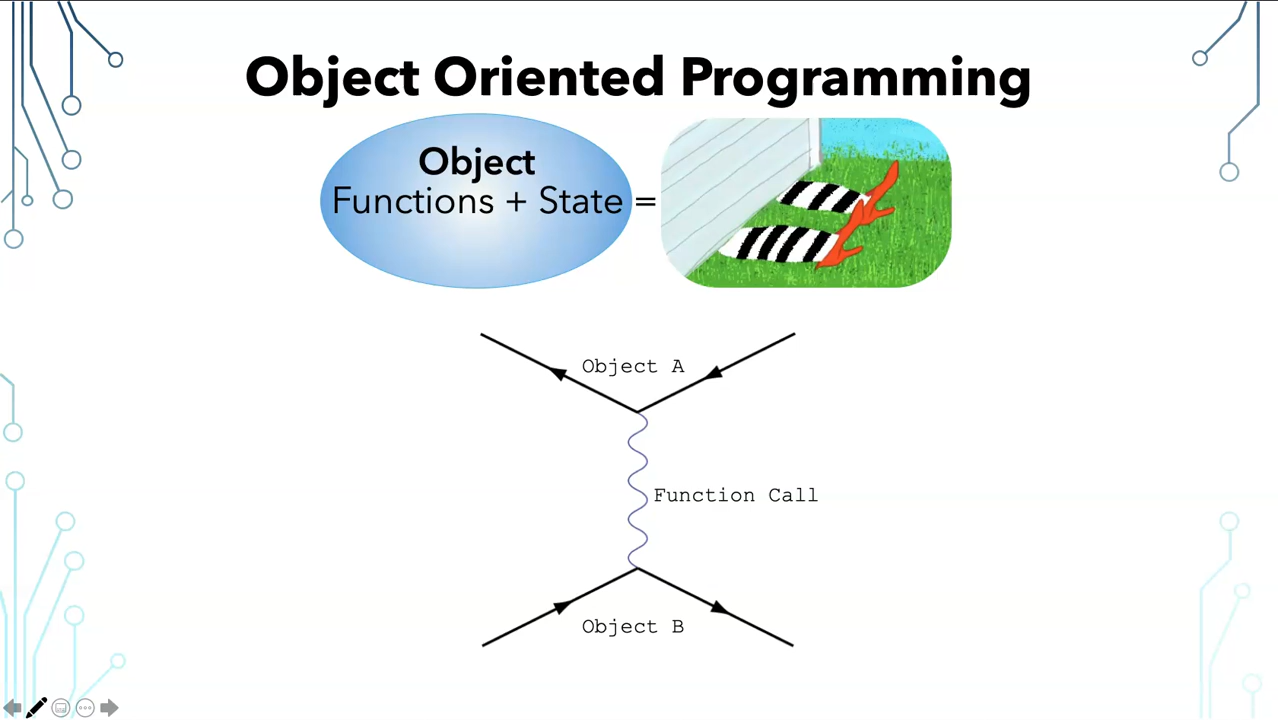 Object Oriented Programming
Object
Functions + State =
Object A
Function Call
Object B